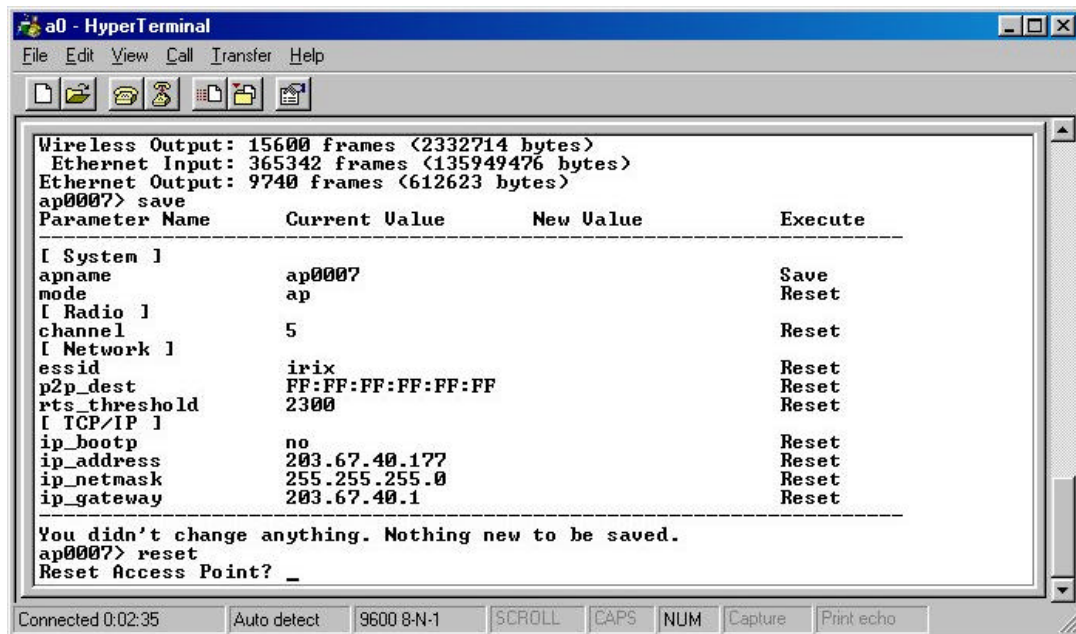 a0 - HyperTerminal
File Edit View Call Transfer Help
Wireless Output: 15600 frames (2332714 bytes)
Ethernet Input: 365342 frames (135949476 bytes)
Ethernet Output: 9740 frames (612623 bytes)
ap0007> save
Parameter Name Current Value New Value Execute
------------------------------------------------------------------------
[ System ]
apname ap0007 Save
mode ap Reset
[ Radio ]
channel 5 Reset
[ Network ]
essid irix Reset
p2p_dest FF:FF:FF:FF:FF:FF Reset
rts_threshold 2300 Reset
[ TCP/IP ]
ip_bootp no Reset
ip_address 203.67.40.177 Reset
ip_netmask 255.255.255.0 Reset
ip_gateway 203.67.40.1 Reset
------------------------------------------------------------------------
You didn't change anything. Nothing new to be saved.
ap0007> reset
Reset Access Point? _
Connected 0:02:35 Auto detect 9600 8-N-1 SCROLL CAPS NUM Capture Print echo